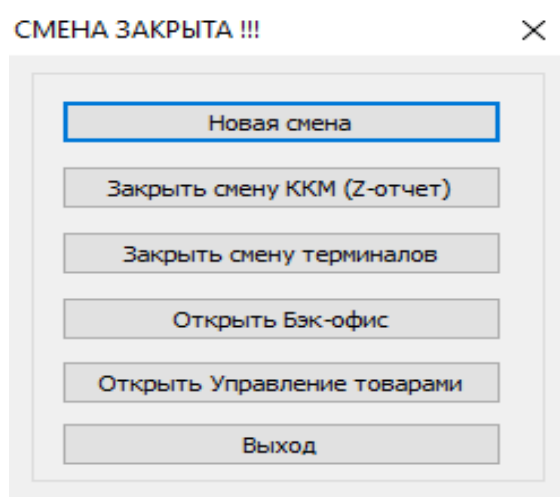 СМЕНА ЗАКРЫТА !!!
Новая смена
Закрыть смену ККМ (Z-отчет)
Закрыть смену терминалов
Открыть Бэк-офис
Открыть Управление товарами
Выход